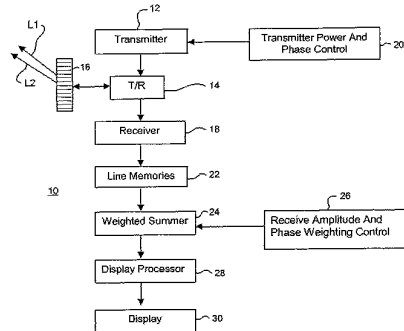 12
L1
L2
16
Transmitter
Transmitter Power And
Phase Control
20
T/R
14
Receiver
18
10
Line Memories
22
26
Weighted Summer
24
Receive Amplitude And
Phase Weighting Control
Display Processor
28
Display
30